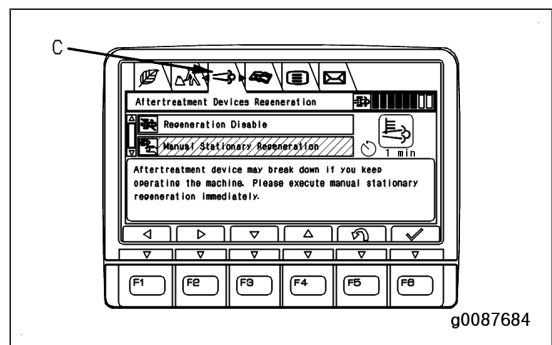 C
Aftertreatment Devices Regeneration
Regeneration Disable
Manual Stationary Regeneration
1 min
Aftertreatment device may break down if you keep
operating the machine. Please execute manual stationary
regeneration immediately.
F1 F2 F3 F4 F5 F6
g0087684